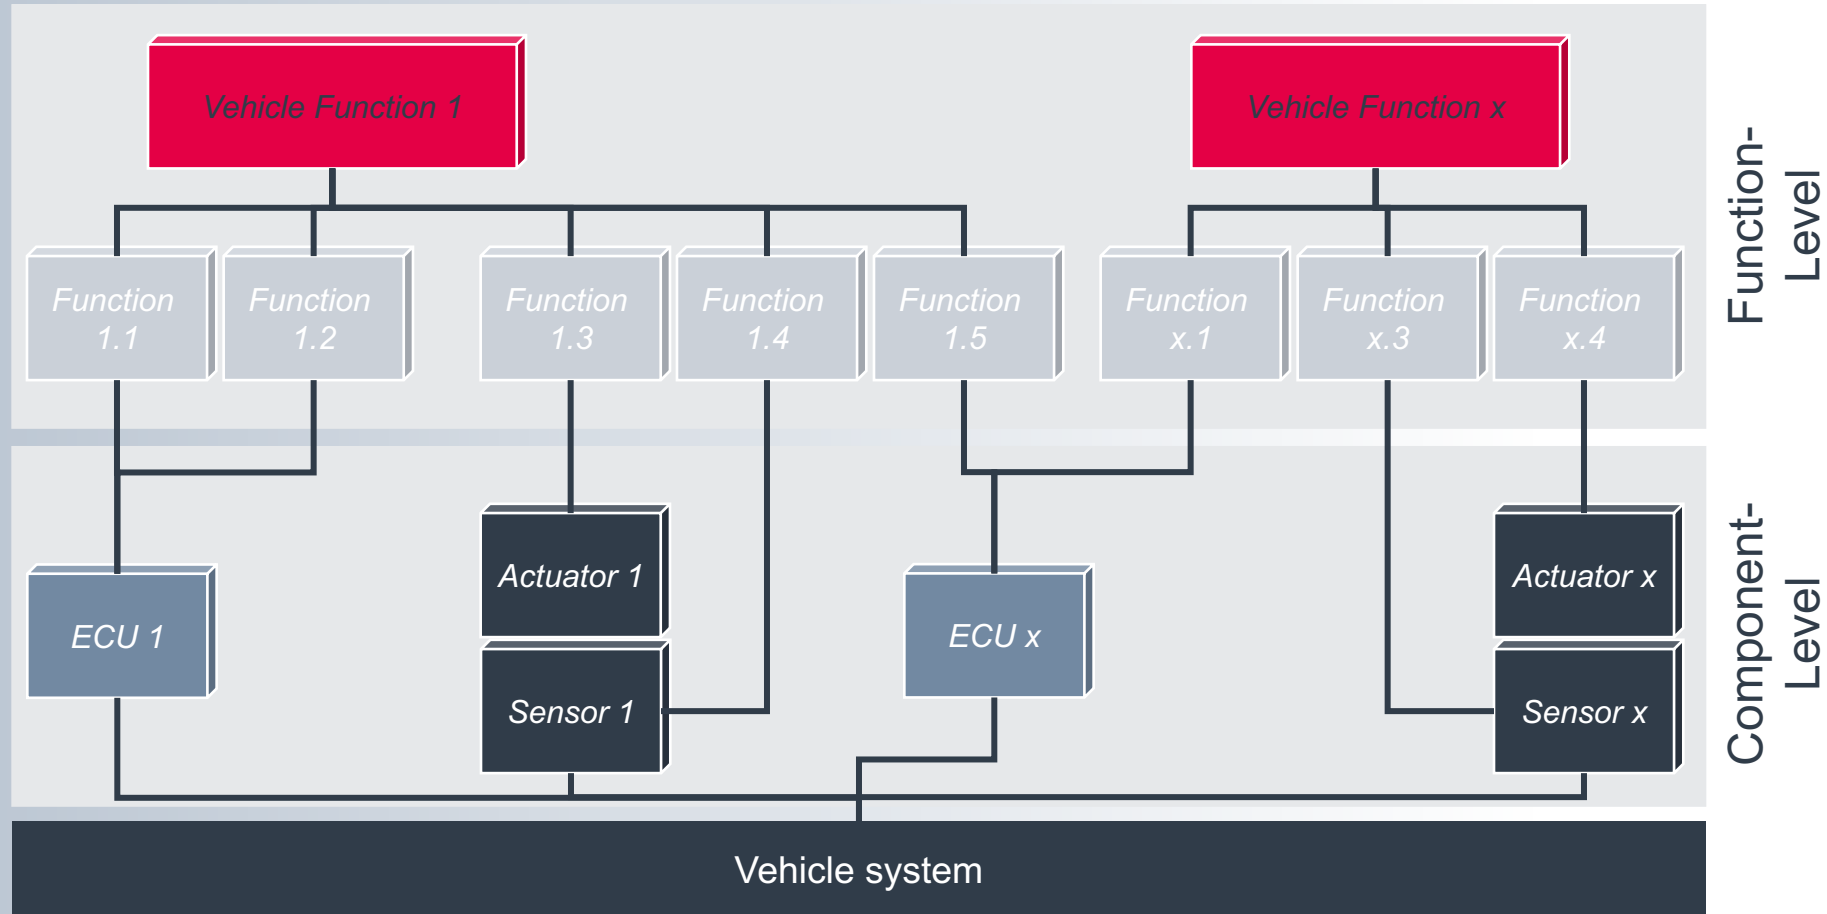 Vehicle Function 1
Vehicle Function x
Function-
Level
Function
1.1
Function
1.2
Function
1.3
Function
1.4
Function
1.5
Function
x.1
Function
x.3
Function
x.4
Component-
Level
ECU 1
Actuator 1
Sensor 1
ECU x
Actuator x
Sensor x
Vehicle system